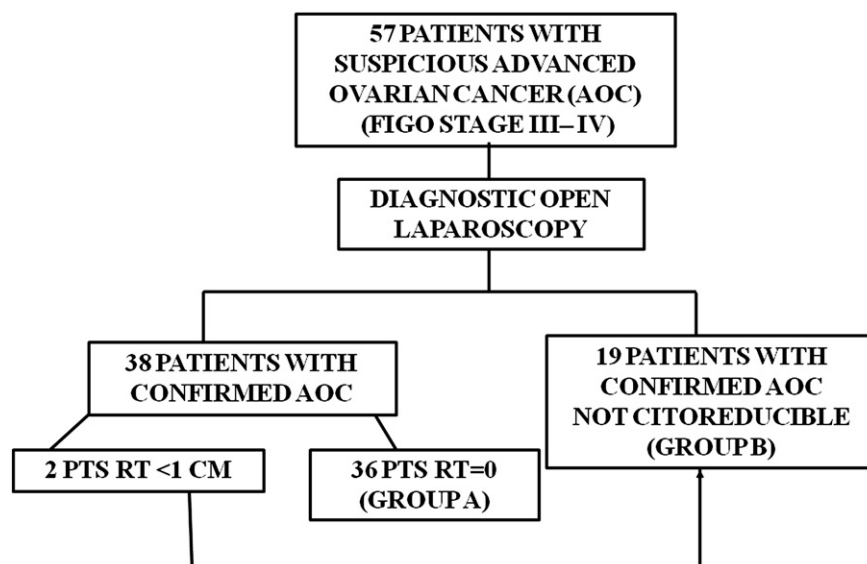 57 PATIENTS WITH
SUSPICIOUS ADVANCED
OVARIAN CANCER (AOC)
(FIGO STAGE III–IV)
DIAGNOSTIC OPEN
LAPAROSCOPY
38 PATIENTS WITH
CONFIRMED AOC
19 PATIENTS WITH
CONFIRMED AOC
NOT CITOREDUCIBLE
(GROUP B)
2 PTS RT <1 CM
36 PTS RT=0
(GROUP A)